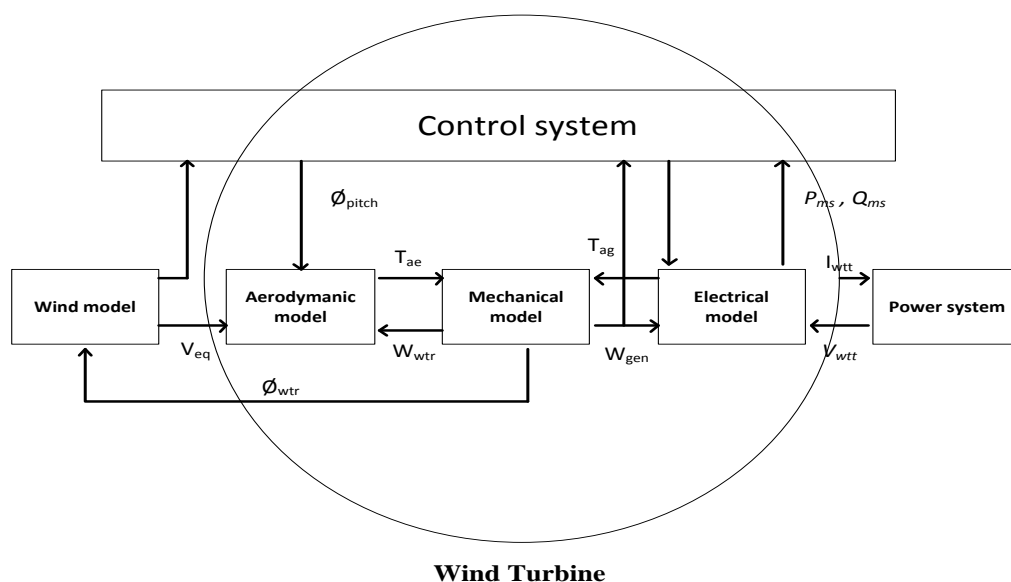 Control system
Øpitch
Pms , Qms
Tae
Tag
Iwtt
Wind model
Aerodymanic
model
Mechanical
model
Electrical
model
Power system
Veq
Wwtr
Wgen
Vwtt
Øwtr
Wind Turbine